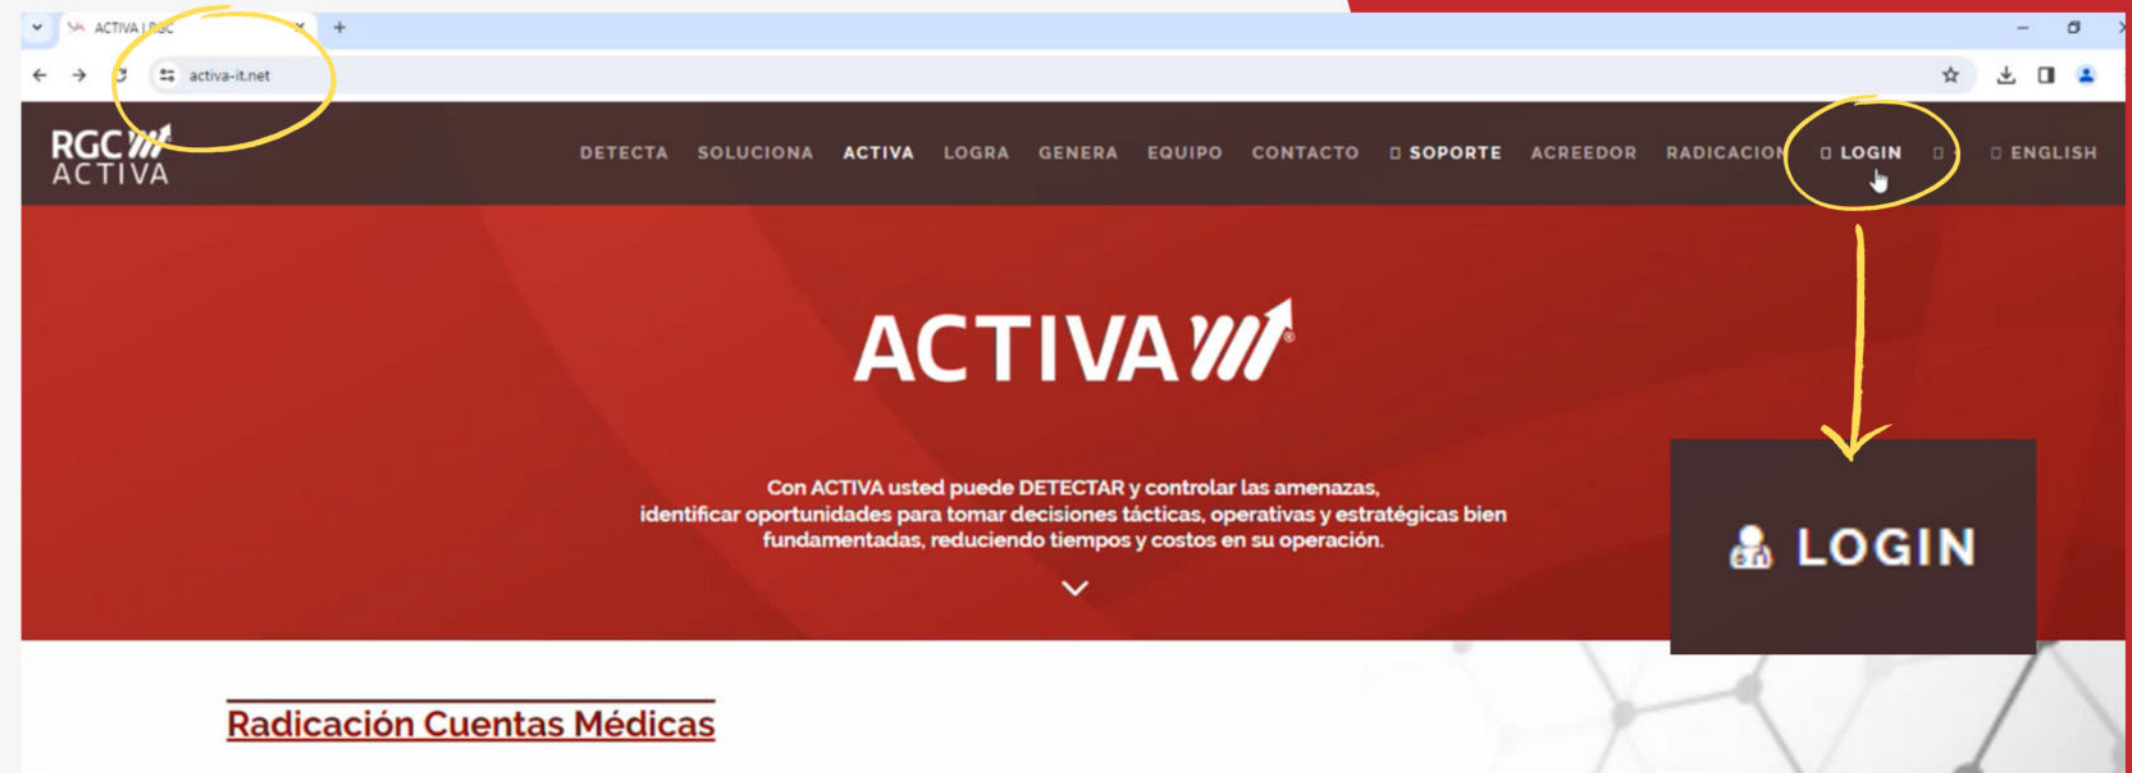 activa-it.net
RGC
ACTIVA
DETECTA SOLUCIONA ACTIVA LOGRA GENERA EQUIPO CONTACTO SOPORTE ACREEDOR RADICACION LOGIN ENGLISH
ACTIVA
Con ACTIVA usted puede DETECTAR y controlar las amenazas,
identificar oportunidades para tomar decisiones tácticas, operativas y estratégicas bien
fundamentadas, reduciendo tiempos y costos en su operación.
LOGIN
Radicación Cuentas Médicas